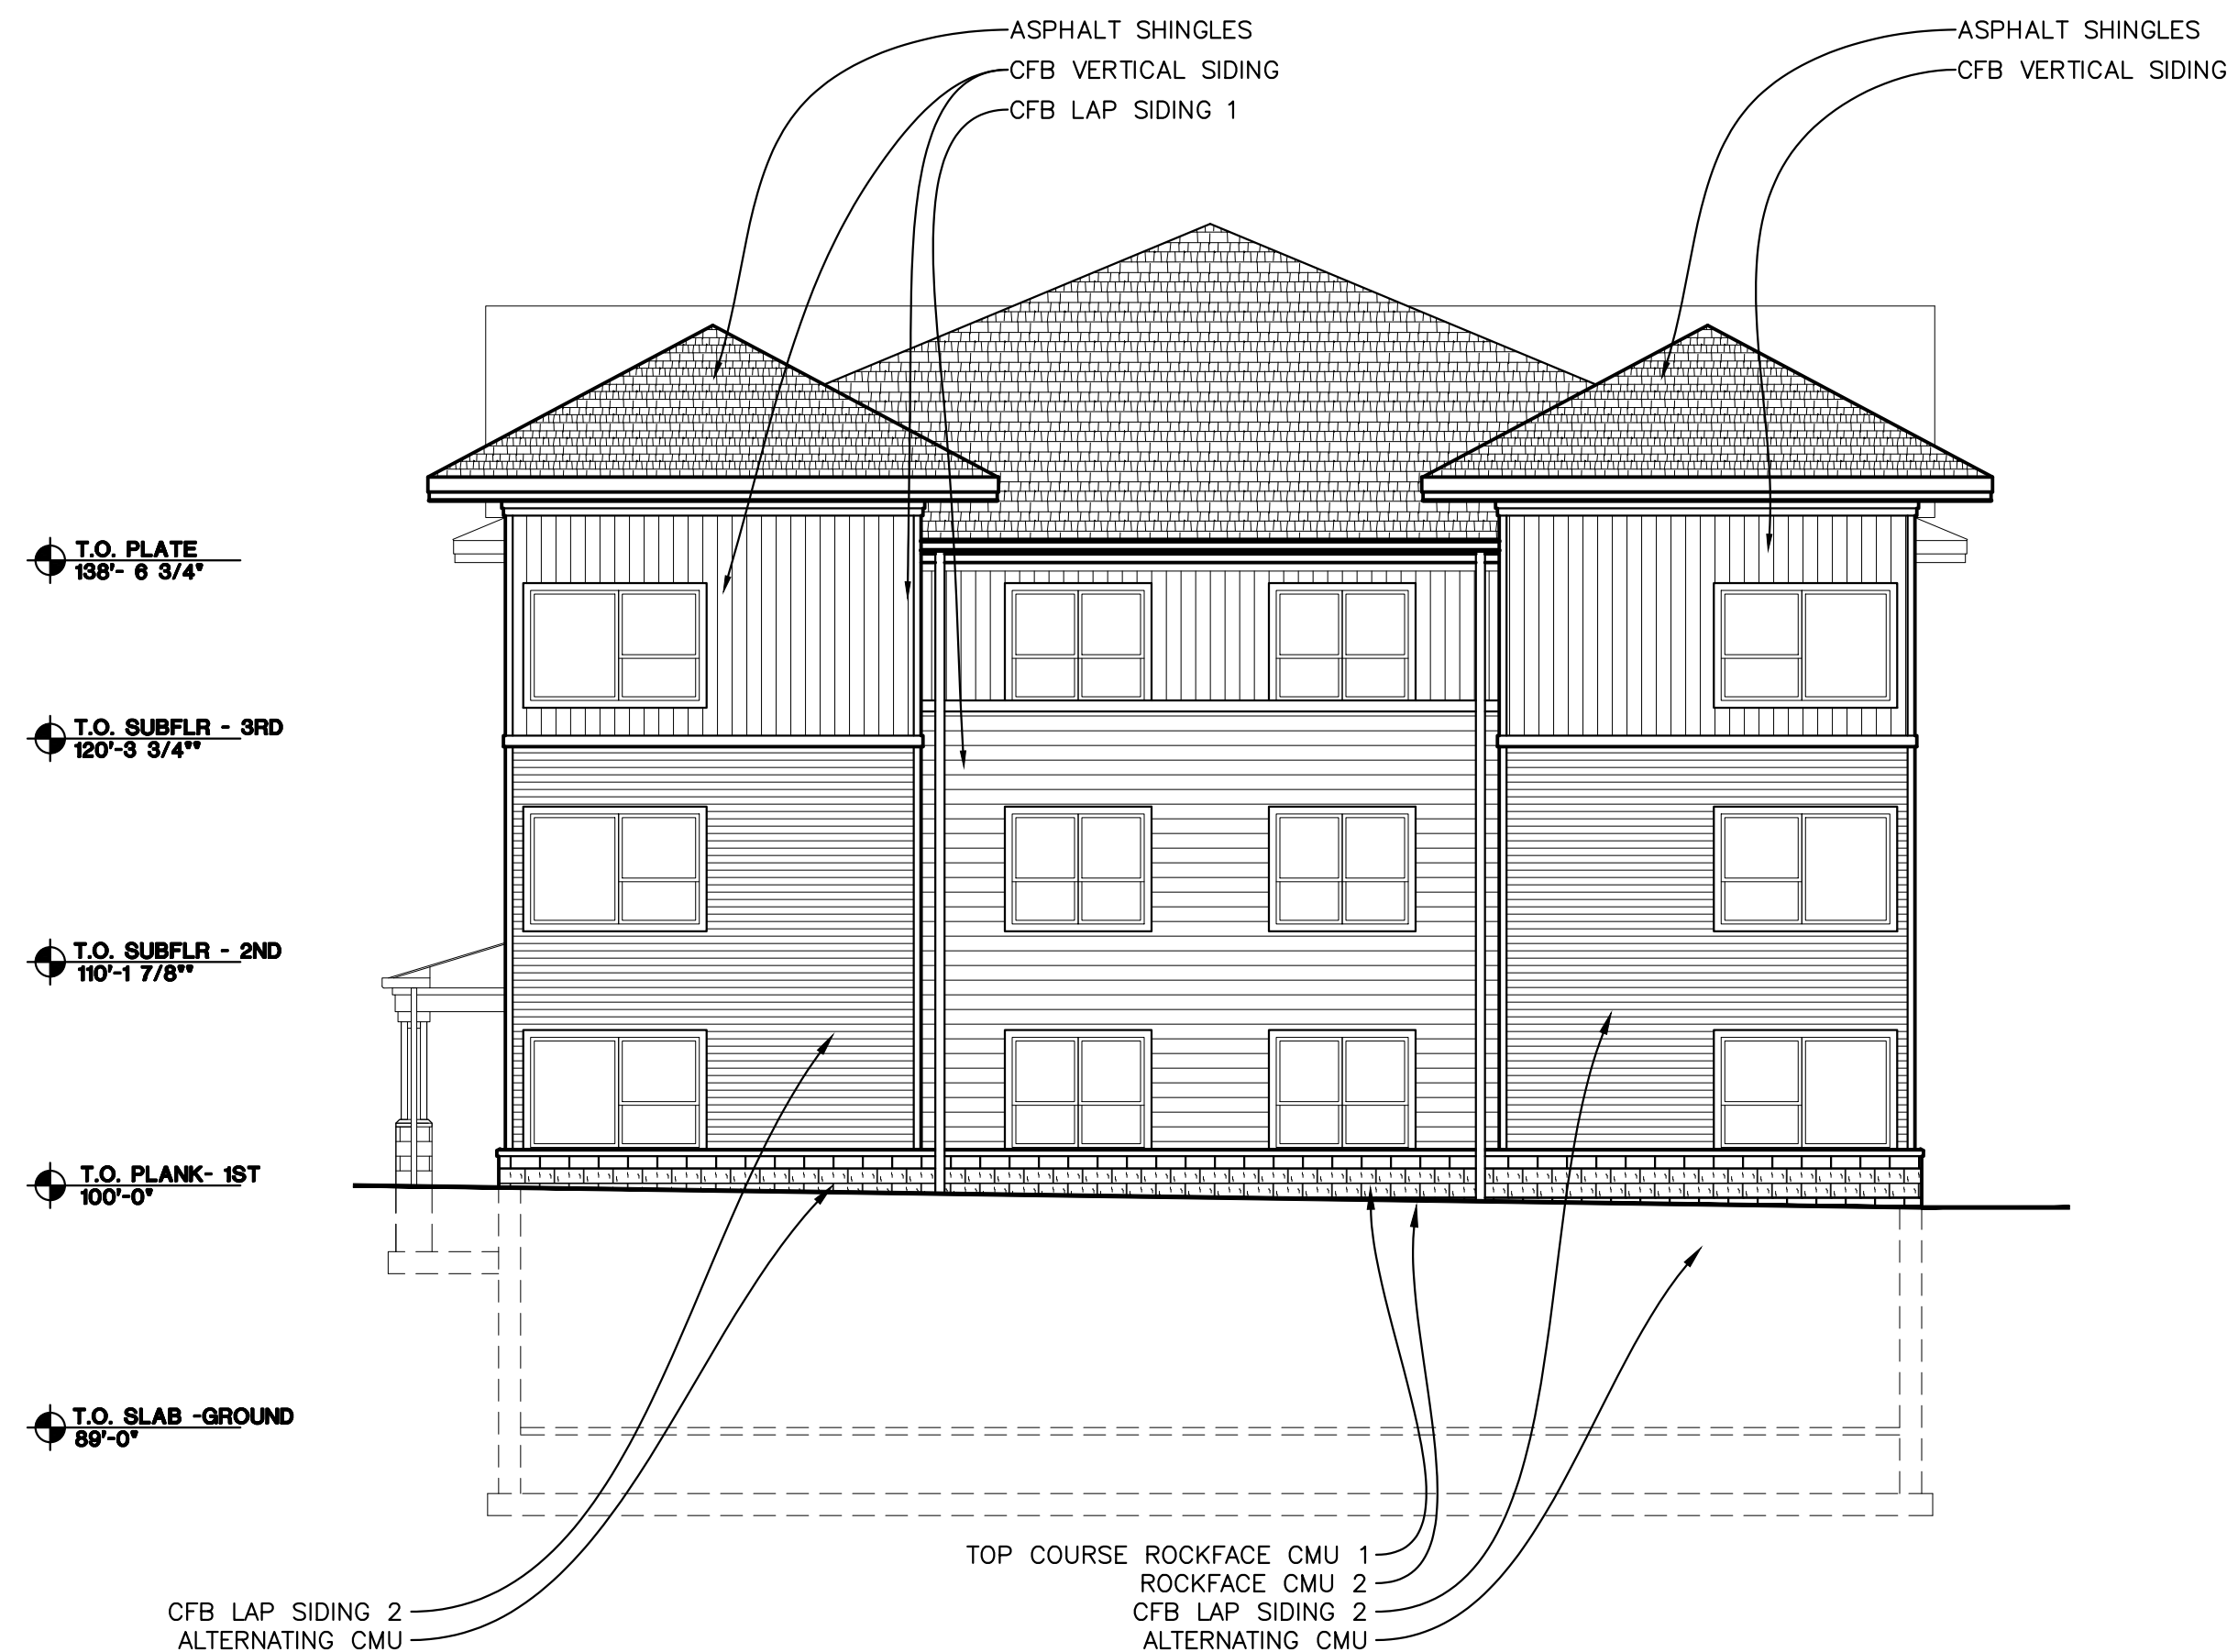 ASPHALT SHINGLES
CFB VERTICAL SIDING
CFB LAP SIDING 1
ASPHALT SHINGLES
CFB VERTICAL SIDING
T.O. PLATE
138'- 6 3/4"
T.O. SUBFLR - 3RD
120'-3 3/4""
T.O. SUBFLR - 2ND
110'-1 7/8""
T.O. PLANK- 1ST
100'-0"
T.O. SLAB -GROUND
89'-0"
TOP COURSE ROCKFACE CMU 1
ROCKFACE CMU 2
CFB LAP SIDING 2
ALTERNATING CMU
CFB LAP SIDING 2
ALTERNATING CMU